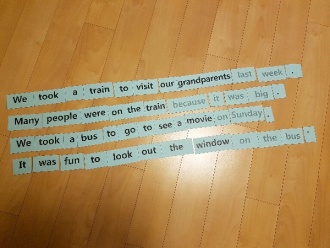 We took a train to visit our grandparents last week .
Many people were on the train because it was big .
We took a bus to go to see a movie on Sunday .
It was fun to look out the window on the bus .